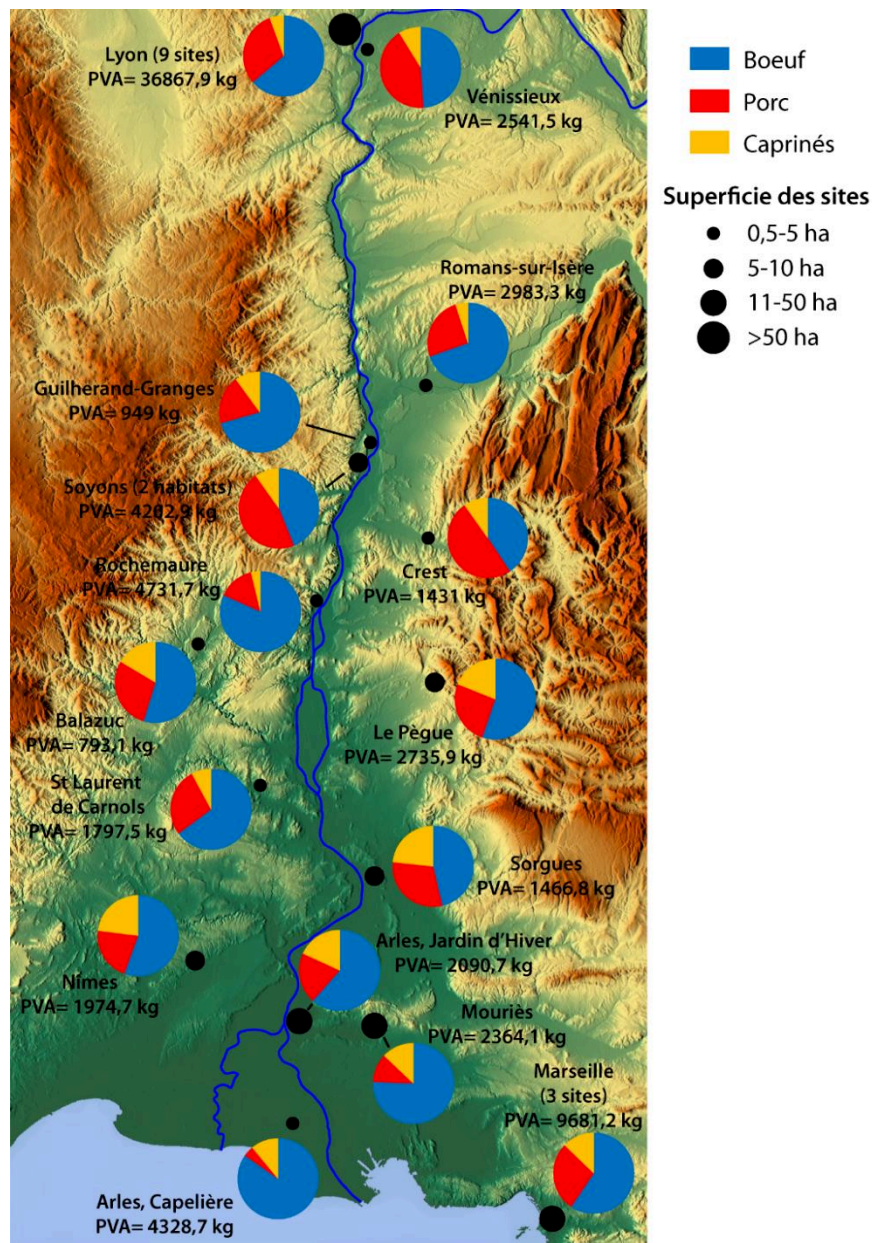 Lyon (9 sites)
PVA= 36867,9 kg
Vénissieux
PVA= 2541,5 kg
Romans-sur-Isère
PVA= 2983,3 kg
Guilherand-Granges
PVA= 949 kg
Soyons (2 habitats)
PVA= 4202,9 kg
Crest
PVA= 1431 kg
Rochemaure
PVA= 4731,7 kg
Balazuc
PVA= 793,1 kg
Le Pègue
PVA= 2735,9 kg
St Laurent
de Carnols
PVA= 1797,5 kg
Sorgues
PVA= 1466,8 kg
Nîmes
PVA= 1974,7 kg
Arles, Jardin d’Hiver
PVA= 2090,7 kg
Mouriès
PVA= 2364,1 kg
Marseille
(3 sites)
PVA= 9681,2 kg
Arles, Capelière
PVA= 4328,7 kg
Boeuf
Porc
Caprinés
Superficie des sites
0,5-5 ha
5-10 ha
11-50 ha
>50 ha